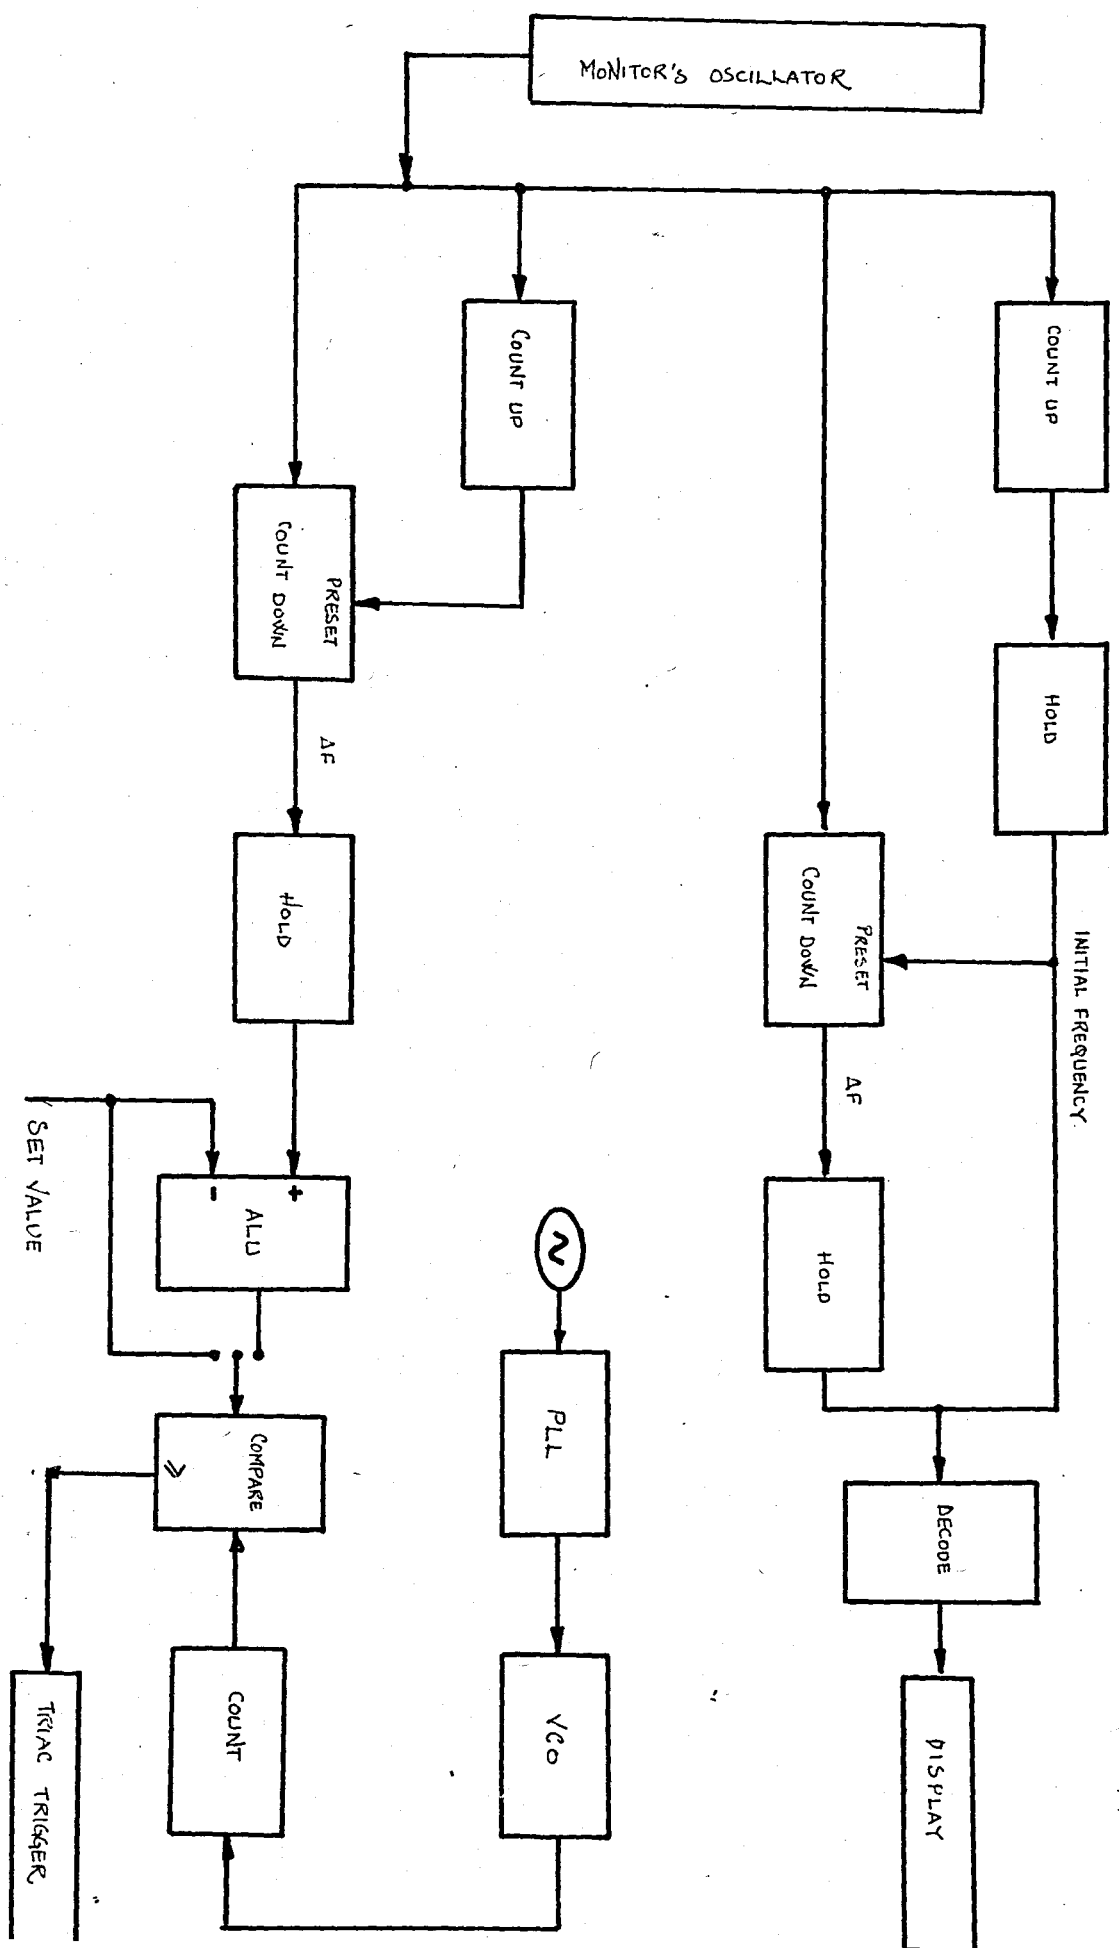 MONITOR'S OSCILLATOR
COUNT UP
HOLD
INITIAL FREQUENCY.
PRESET
COUNT DOWN
ΔF
HOLD
DECODE
DISPLAY
COUNT UP
PRESET
COUNT DOWN
ΔF
HOLD
SET VALUE
+
-
ALU
~
PLL
VCO
COUNT
COMPARE
≥
TRIAC TRIGGER